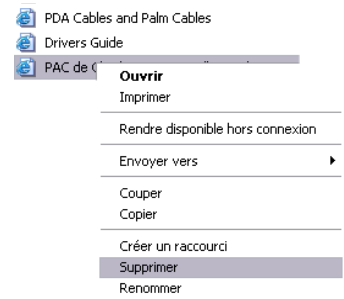 PDA Cables and Palm Cables
Drivers Guide
PAC de
Ouvrir
Imprimer
Rendre disponible hors connexion
Envoyer vers
Couper
Copier
Créer un raccourci
Supprimer
Renommer